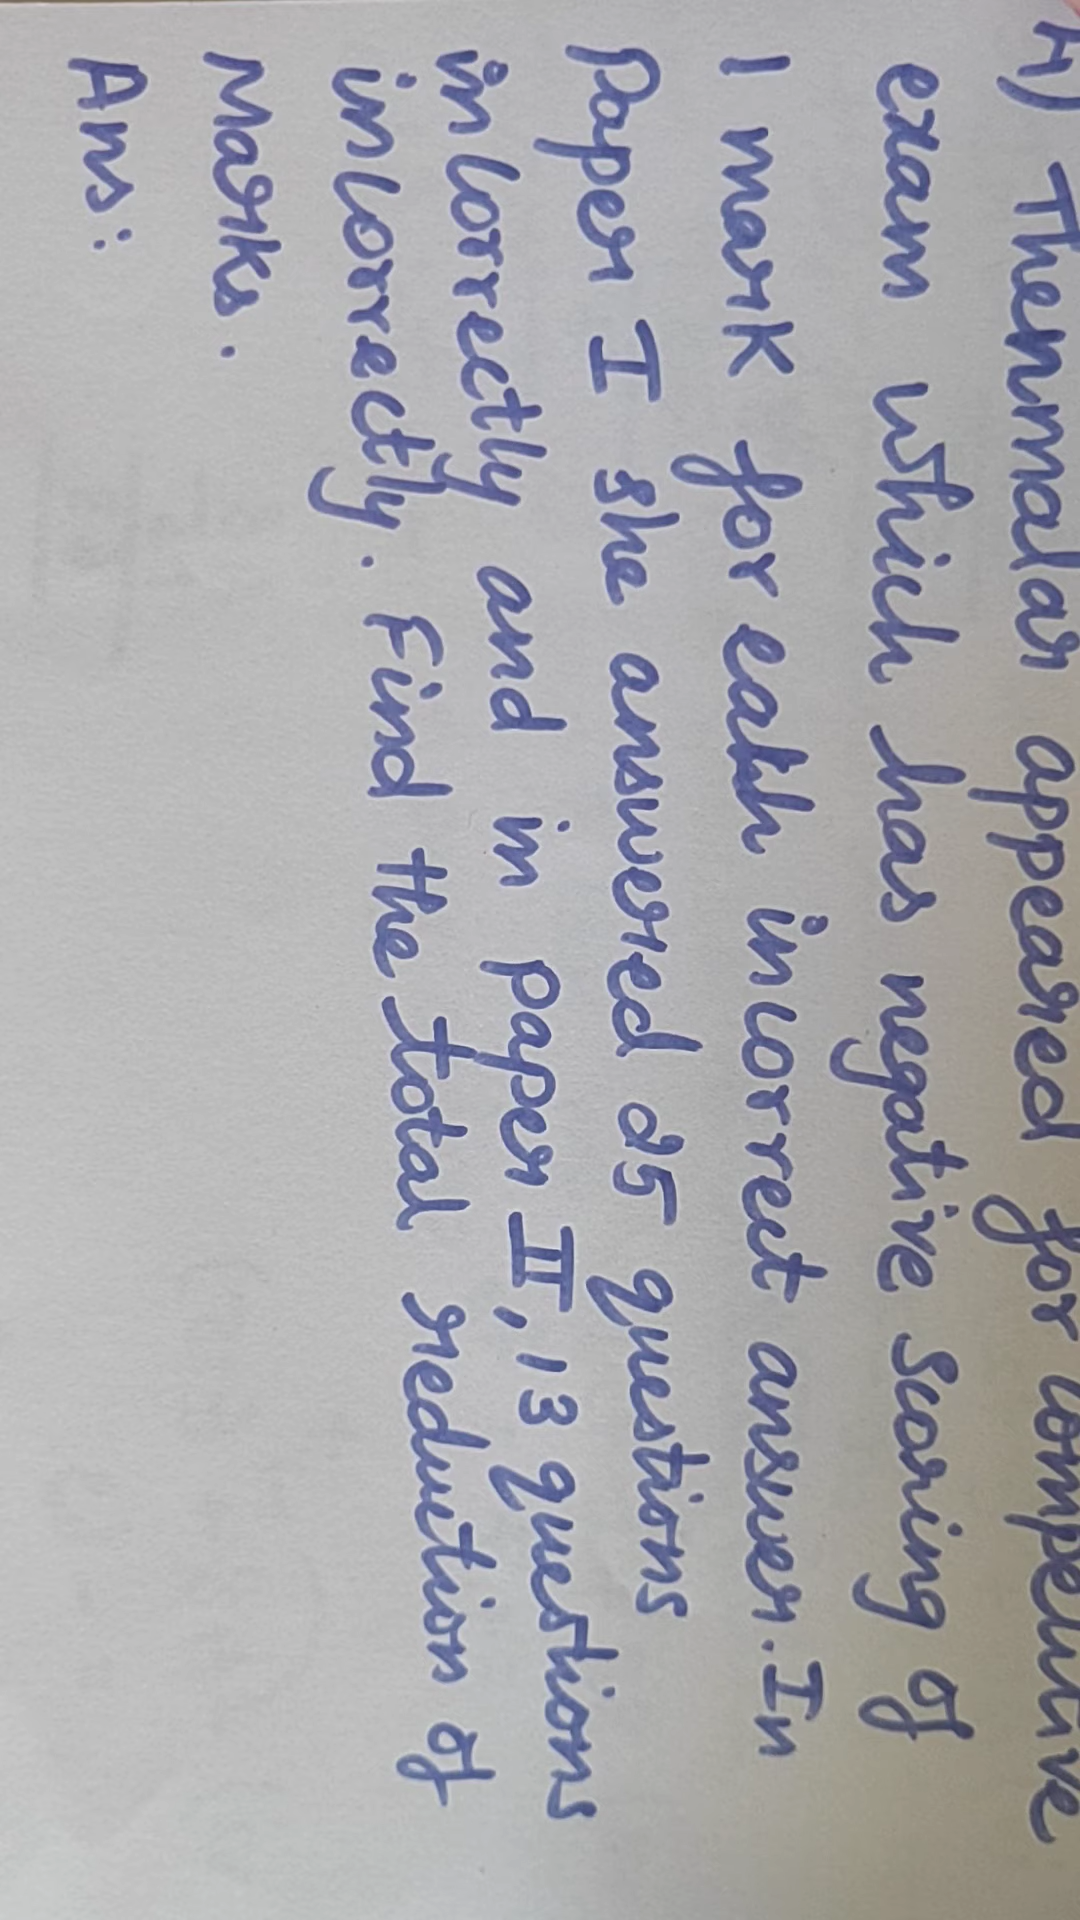 A) Thenmalar appeared for competitive
exam which has negative scoring of
1 mark for each incorrect answer. In
Paper I she answered 25 questions
incorrectly and in paper II, 13 questions
incorrectly. Find the total reduction of
Marks.
Ans: